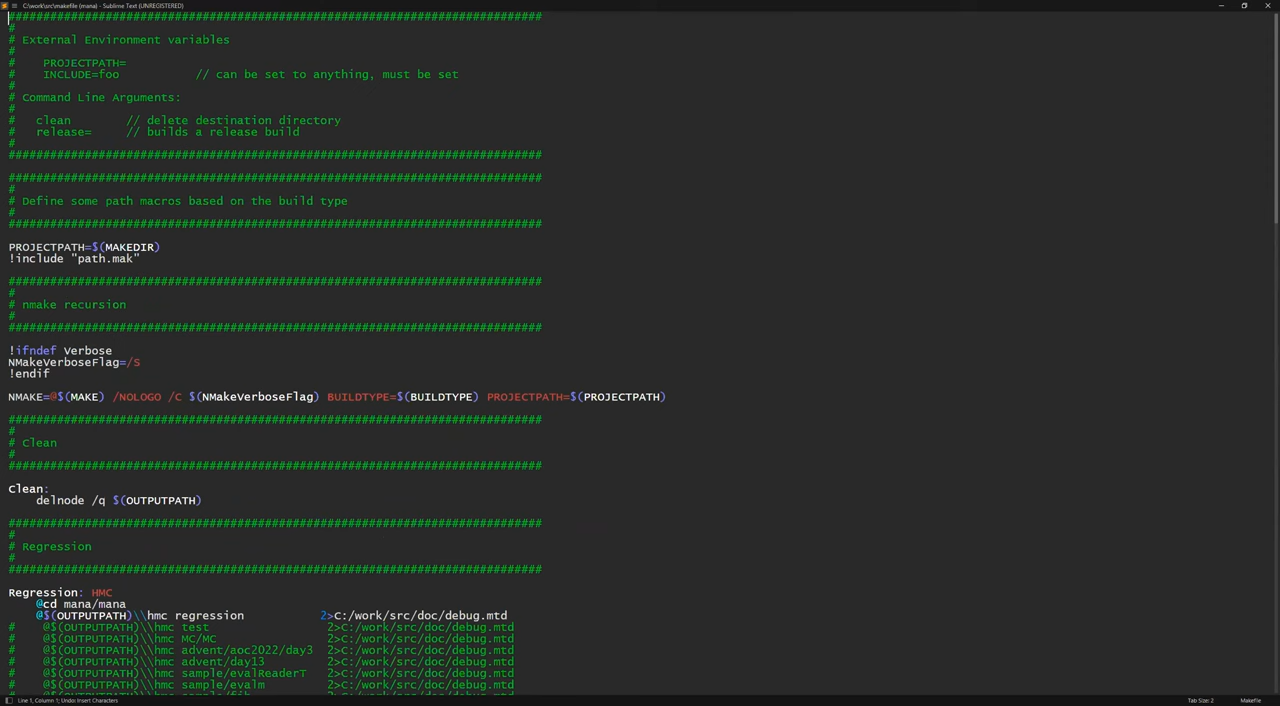 C:\work\src\makefile (mana) - Sublime Text (UNREGISTERED)
#############################################################################
#
# External Environment variables
#
#    PROJECTPATH=
#    INCLUDE=foo           // can be set to anything, must be set
#
# Command Line Arguments:
#
#   clean        // delete destination directory
#   release=     // builds a release build
#
#############################################################################
#############################################################################
#
# Define some path macros based on the build type
#
#############################################################################
PROJECTPATH=$(MAKEDIR)
!include "path.mak"
#############################################################################
#
# nmake recursion
#
#############################################################################
!ifndef Verbose
NMakeVerboseFlag=/S
!endif
NMAKE=@$(MAKE) /NOLOGO /C $(NMakeVerboseFlag) BUILDTYPE=$(BUILDTYPE) PROJECTPATH=$(PROJECTPATH)
#############################################################################
#
# Clean
#
#############################################################################
Clean:
    delnode /q $(OUTPUTPATH)
#############################################################################
#
# Regression
#
#############################################################################
Regression: HMC
    @cd mana/mana
    @$(OUTPUTPATH)\\hmc regression           2>C:/work/src/doc/debug.mtd
#    @$(OUTPUTPATH)\\hmc test                 2>C:/work/src/doc/debug.mtd
#    @$(OUTPUTPATH)\\hmc MC/MC                2>C:/work/src/doc/debug.mtd
#    @$(OUTPUTPATH)\\hmc advent/aoc2022/day3  2>C:/work/src/doc/debug.mtd
#    @$(OUTPUTPATH)\\hmc advent/day13         2>C:/work/src/doc/debug.mtd
#    @$(OUTPUTPATH)\\hmc sample/evalReaderT   2>C:/work/src/doc/debug.mtd
#    @$(OUTPUTPATH)\\hmc sample/evalm         2>C:/work/src/doc/debug.mtd
Line 1, Column 1; Undo: Insert Characters
Tab Size: 2
MakeFile